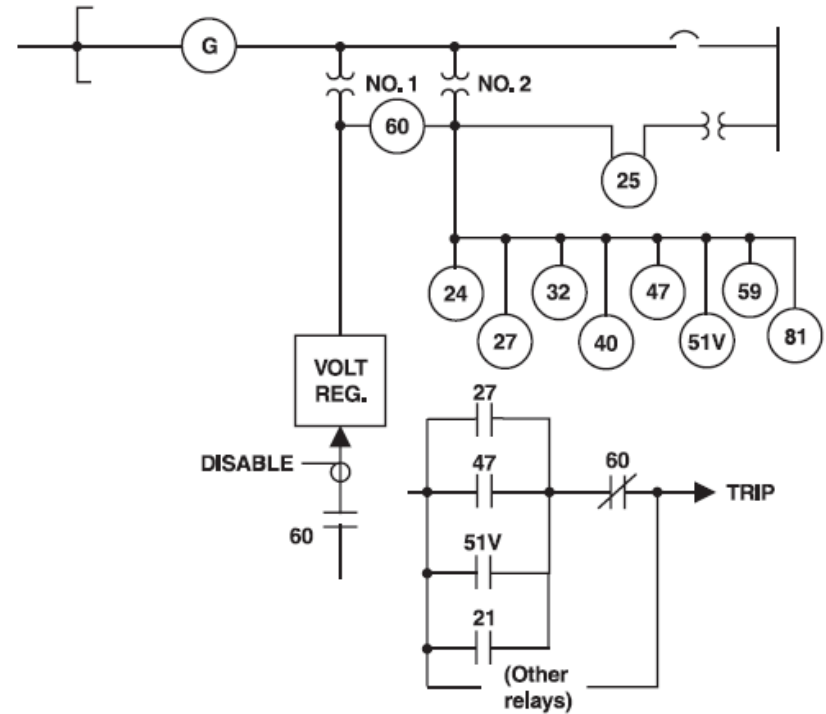 G
NO. 1
NO. 2
60
25
24
27
32
40
47
51V
59
81
VOLT
REG.
DISABLE
60
27
47
60
TRIP
51V
21
(Other
relays)